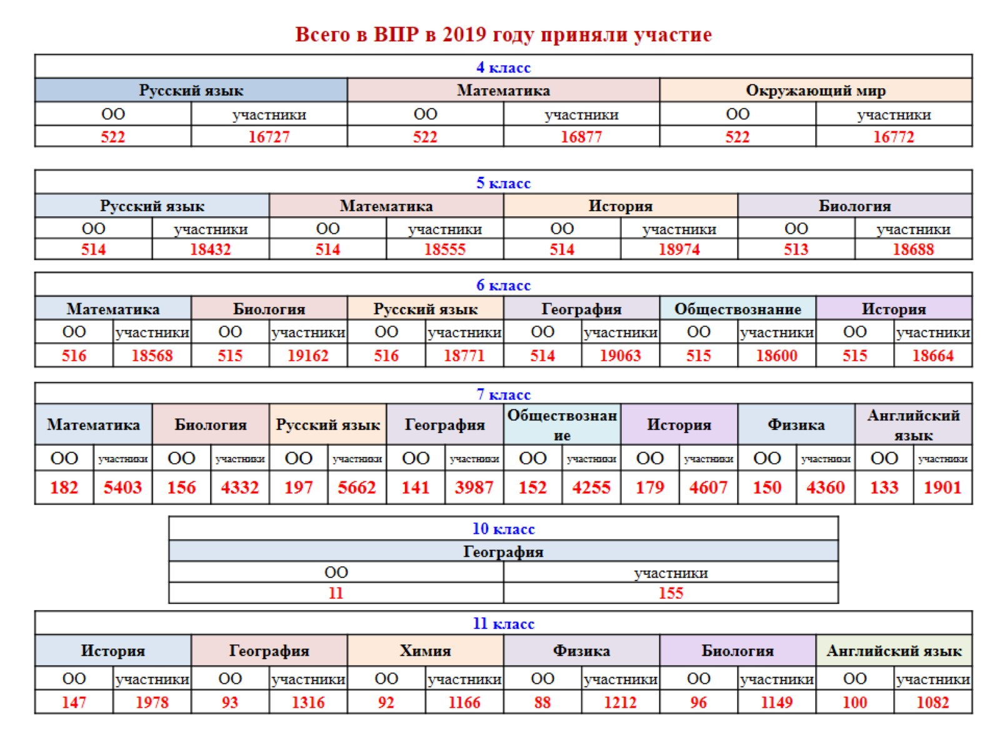 Всего в ВПР в 2019 году приняли участие
4 класс
Русский язык Математика Окружающий мир
ОО участники ОО участники ОО участники
522 16727 522 16877 522 16772
5 класс
Русский язык Математика История Биология
ОО участники ОО участники ОО участники ОО участники
514 18432 514 18555 514 18974 513 18688
6 класс
Математика Биология Русский язык География Обществознание История
ОО участники ОО участники ОО участники ОО участники ОО участники ОО участники
516 18568 515 19162 516 18771 514 19063 515 18600 515 18664
7 класс
Математика Биология Русский язык География Обществознан
ие История Физика Английский
язык
ОО участники ОО участники ОО участники ОО участники ОО участники ОО участники ОО участники ОО участники
182 5403 156 4332 197 5662 141 3987 152 4255 179 4607 150 4360 133 1901
10 класс
География
ОО участники
11 155
11 класс
История География Химия Физика Биология Английский язык
ОО участники ОО участники ОО участники ОО участники ОО участники ОО участники
147 1978 93 1316 92 1166 88 1212 96 1149 100 1082